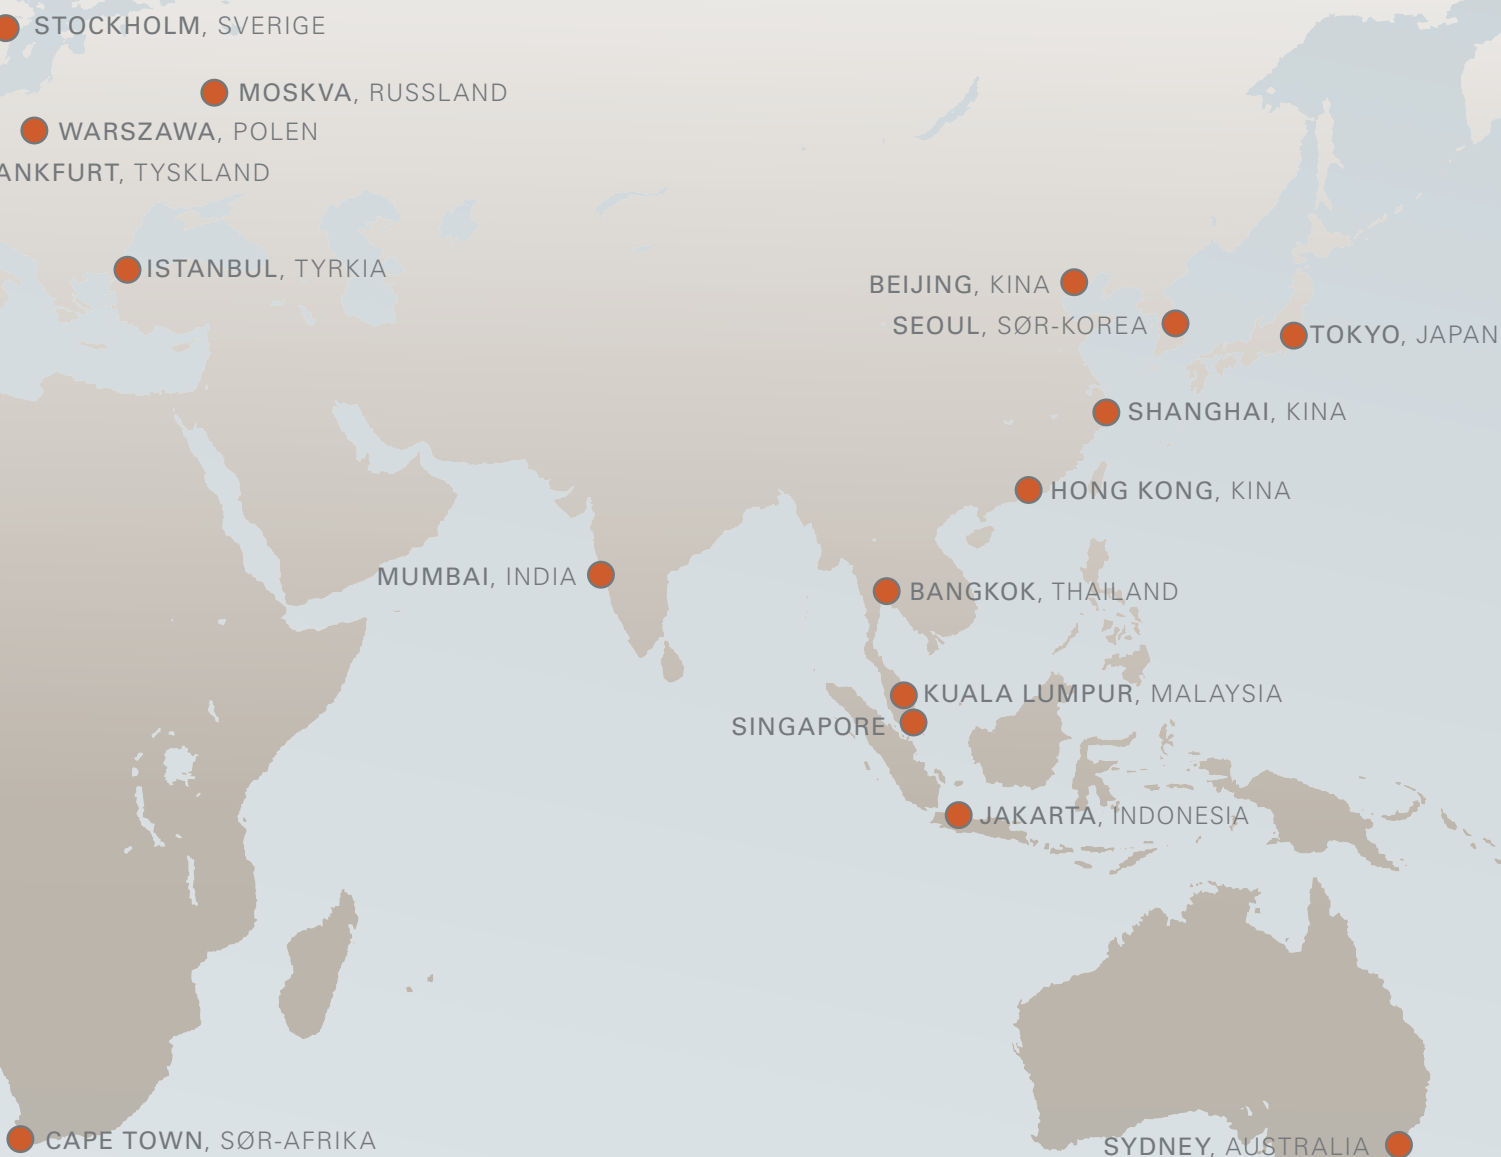 STOCKHOLM, SVERIGE
MOSKVA, RUSSLAND
WARSZAWA, POLEN
ANKFURT, TYSKLAND
ISTANBUL, TYRKIA
BEIJING, KINA
SEOUL, SØR-KOREA
TOKYO, JAPAN
SHANGHAI, KINA
HONG KONG, KINA
MUMBAI, INDIA
BANGKOK, THAILAND
KUALA LUMPUR, MALAYSIA
SINGAPORE
JAKARTA, INDONESIA
CAPE TOWN, SØR-AFRIKA
SYDNEY, AUSTRALIA